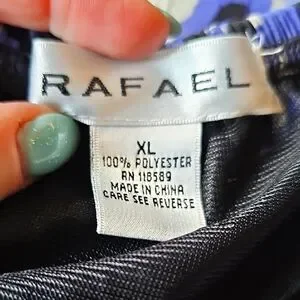 RAFAEL
XL
100% POLYESTER
RN 118589
MADE IN CHINA
CARE SEE REVERSE